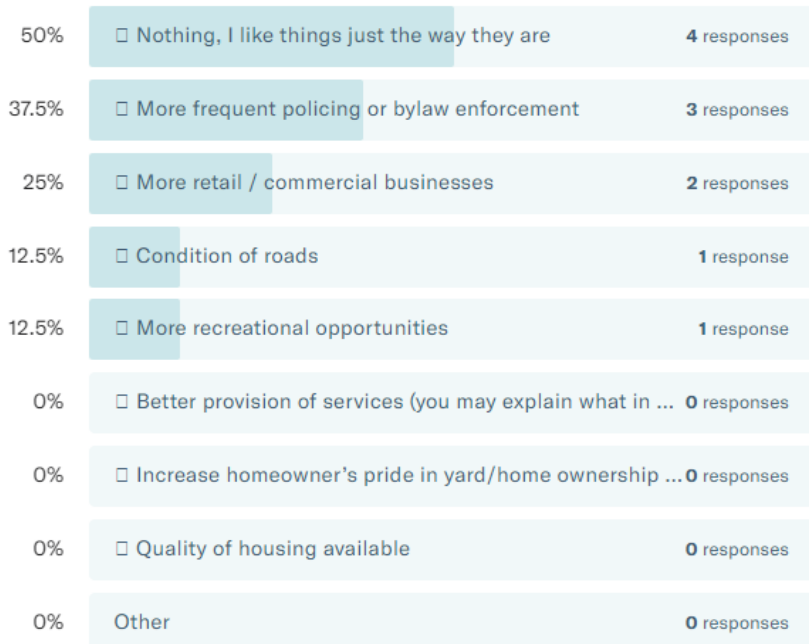 50% Nothing, I like things just the way they are 4 responses
37.5% More frequent policing or bylaw enforcement 3 responses
25% More retail / commercial businesses 2 responses
12.5% Condition of roads 1 response
12.5% More recreational opportunities 1 response
0% Better provision of services (you may explain what in ... 0 responses
0% Increase homeowner's pride in yard/home ownership ... 0 responses
0% Quality of housing available 0 responses
0% Other 0 responses